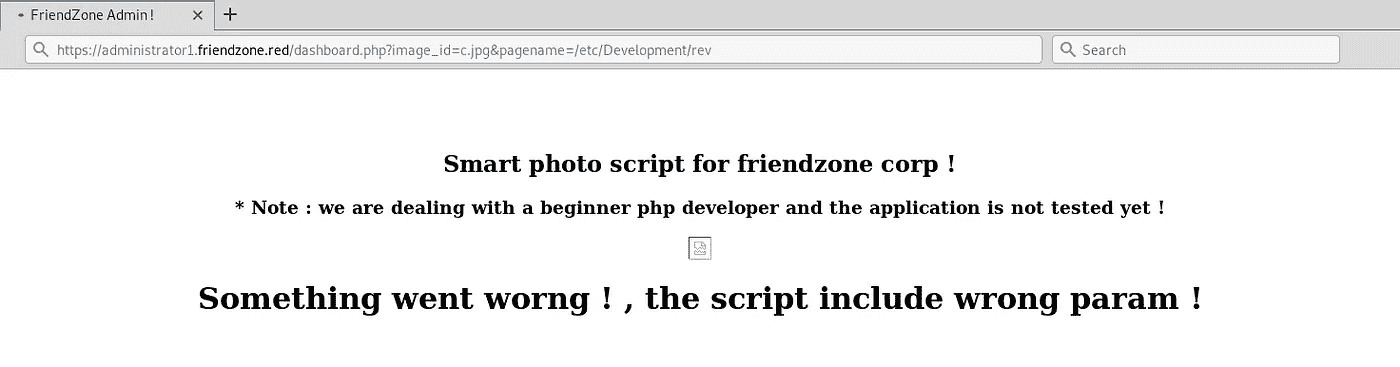 FriendZone Admin !
https://administrator1.friendzone.red/dashboard.php?image_id=c.jpg&pagename=/etc/Development/rev Search
Smart photo script for friendzone corp !
* Note : we are dealing with a beginner php developer and the application is not tested yet !
Something went worng ! , the script include wrong param !